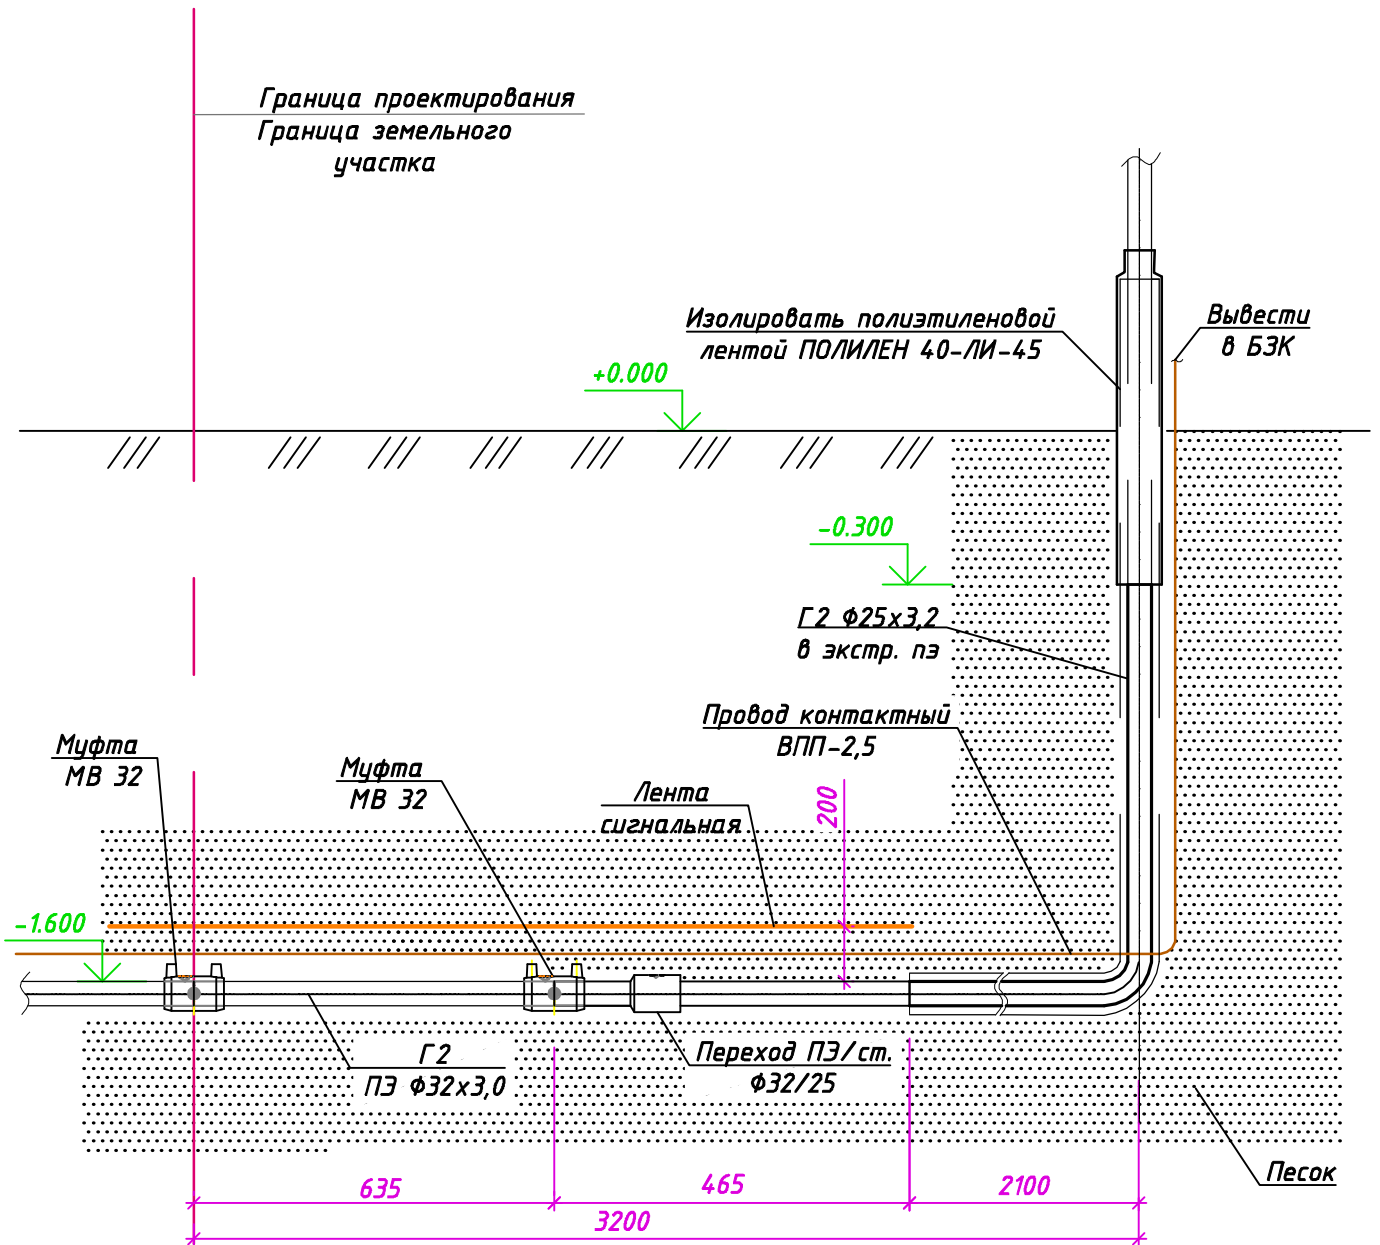 Граница проектирования
Граница земельного
участка
Изолировать полиэтиленовой
лентой ПОЛИЛЕН 40-ЛИ-45
Вывести
в БЗК
+0.000
-0.300
Г2 Ф25х3,2
в экстр. пэ
Провод контактный
ВПП-2,5
Муфта
МВ 32
Муфта
МВ 32
Лента
сигнальная
200
-1.600
Г2
ПЭ Ф32х3,0
Переход ПЭ/ст.
Ф32/25
Песок
635
465
2100
3200